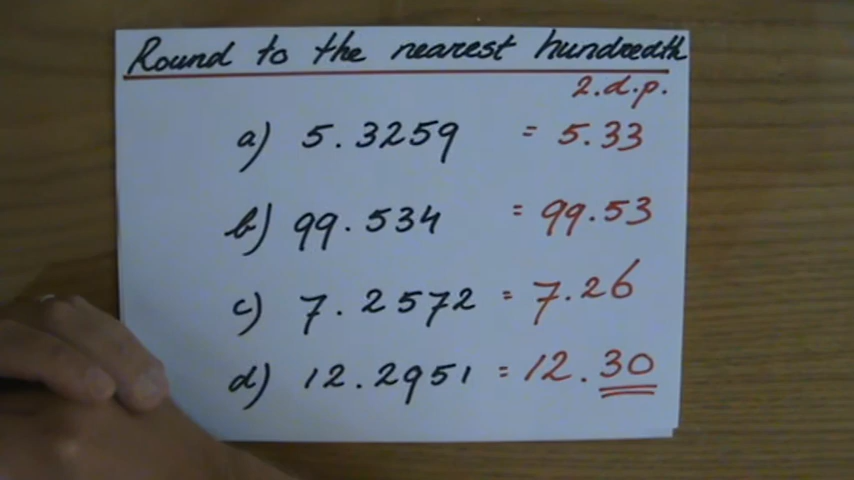 Round to the nearest hundredth
2.d.p.
a) 5.3259 = 5.33
b) 99.534 = 99.53
c) 7.2572 = 7.26
d) 12.2951 = 12.30